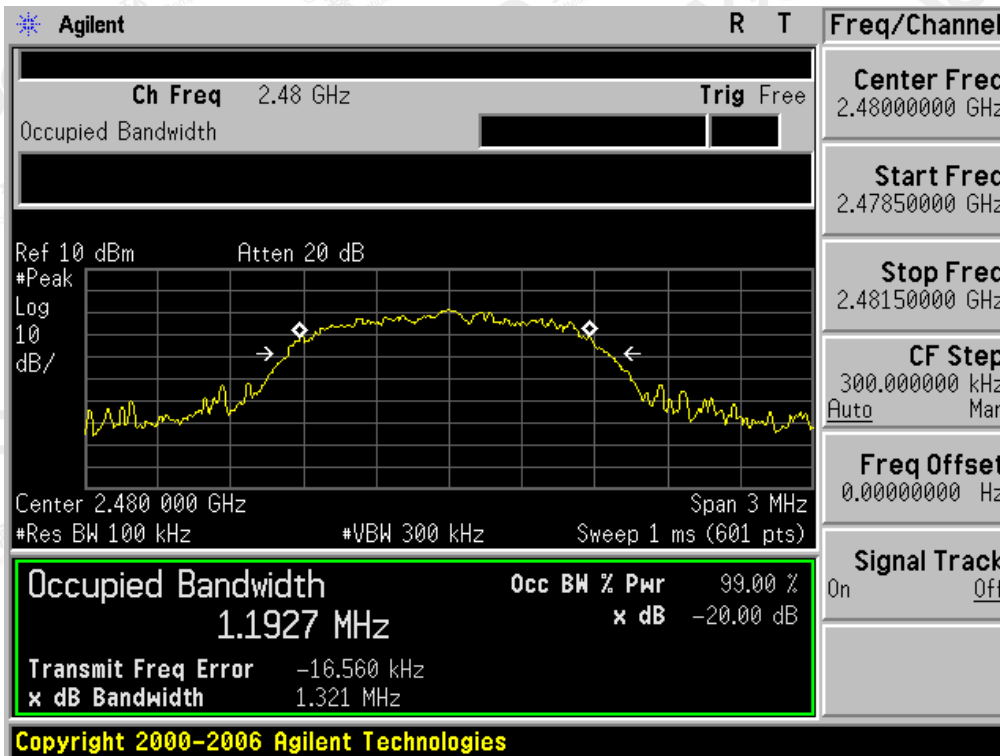 Agilent R T Freq/Channel
Ch Freq 2.48 GHz Trig Free
Occupied Bandwidth
Center Freq
2.48000000 GHz
Start Freq
2.47850000 GHz
Stop Freq
2.48150000 GHz
CF Step
300.000000 kHz
Auto Man
Freq Offset
0.00000000 Hz
Signal Track
On Off
Ref 10 dBm Atten 20 dB
#Peak
Log
10
dB/
Center 2.480 000 GHz Span 3 MHz
#Res BW 100 kHz #VBW 300 kHz Sweep 1 ms (601 pts)
Occupied Bandwidth Occ BW % Pwr 99.00 %
1.1927 MHz x dB -20.00 dB
Transmit Freq Error -16.560 kHz
x dB Bandwidth 1.321 MHz
Copyright 2000-2006 Agilent Technologies